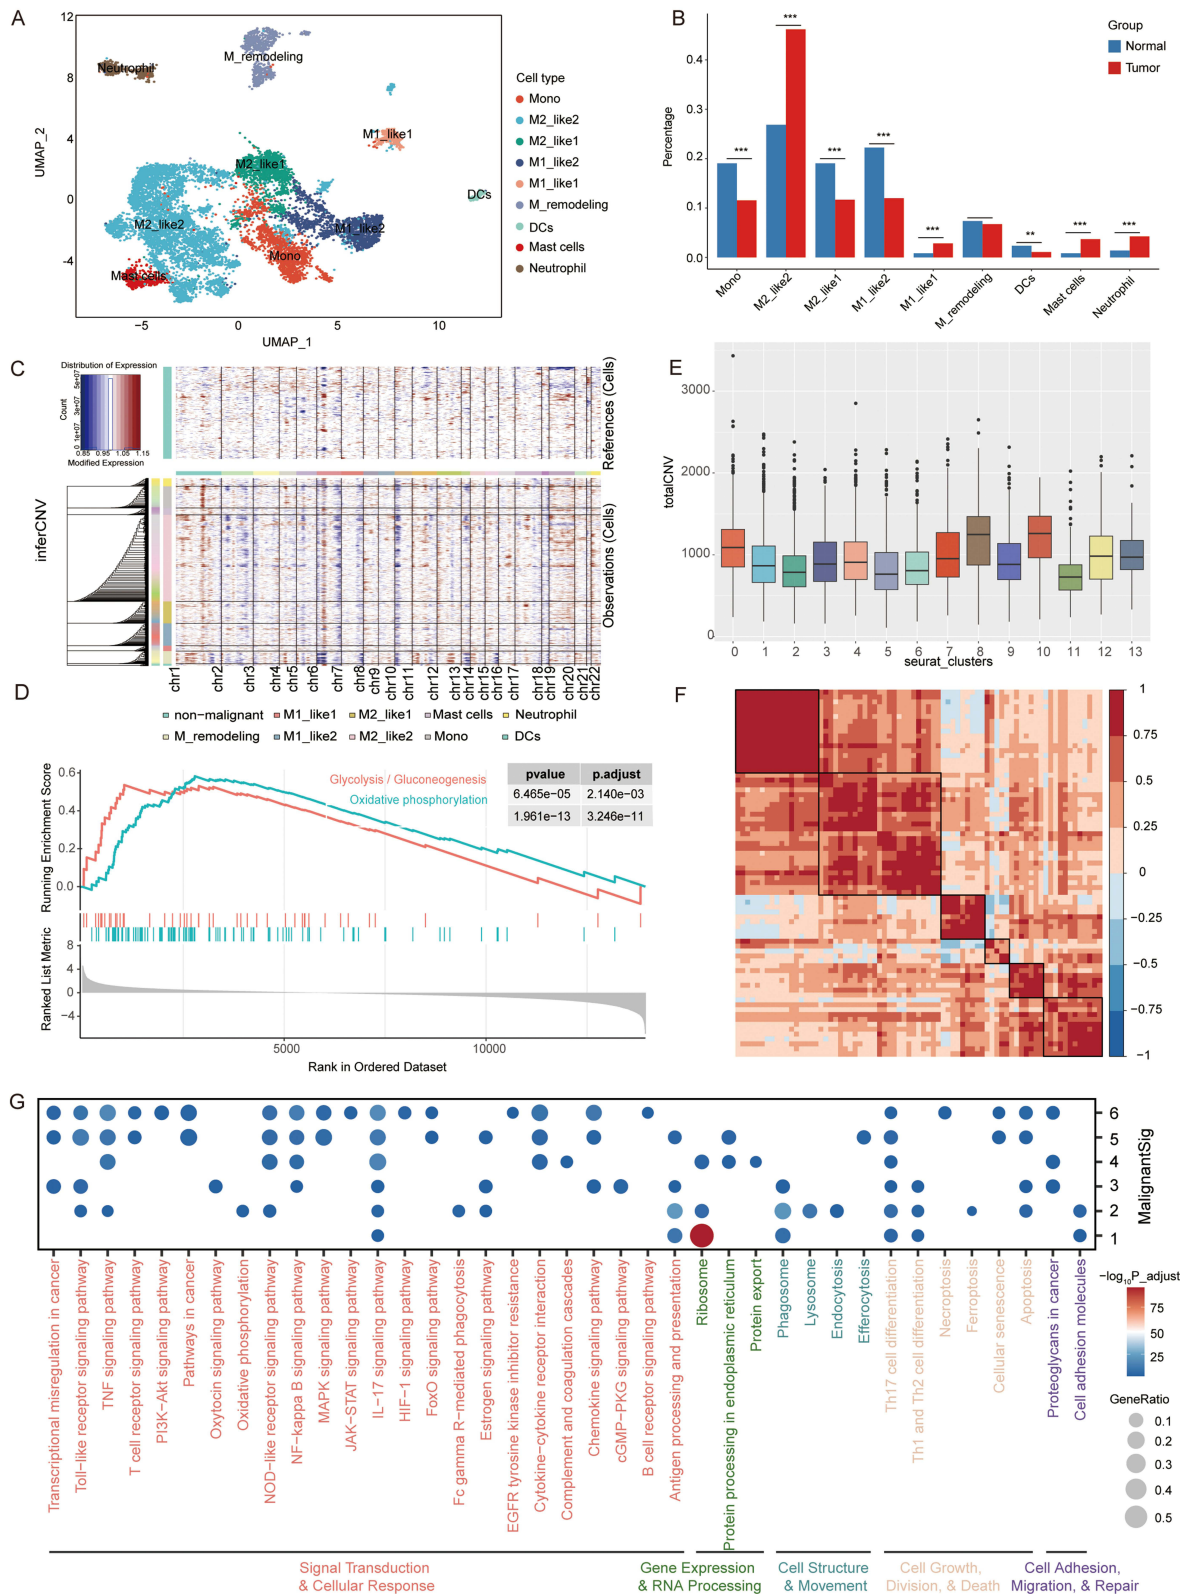 A
12
8
4
0
−4
UMAP_2
−5
0
5
10
UMAP_1
Neutrophil
M_remodeling
M1_like1
M2_like1
DCs
M2_like2
M1_like2
Mono
Mast cells
Cell type
Mono
M2_like2
M2_like1
M1_like2
M1_like1
M_remodeling
DCs
Mast cells
Neutrophil
B
Percentage
0.4
0.3
0.2
0.1
0.0
***
***
***
***
***
**
***
***
Group
Normal
Tumor
Mono
M2_like2
M2_like1
M1_like2
M1_like1
M_remodeling
DCs
Mast cells
Neutrophil
C
Distribution of Expression
Count
0 1e+07 3e+07 5e+07
0.85 0.95 1.05 1.15
Modified Expression
inferCNV
References (Cells)
Observations (Cells)
chr1
chr2
chr3
chr4
chr5
chr6
chr7
chr8
chr9
chr10
chr11
chr12
chr13
chr14
chr15
chr16
chr17
chr18
chr19
chr20
chr21
chr22
non−malignant
M1_like1
M2_like1
Mast cells
Neutrophil
M_remodeling
M1_like2
M2_like2
Mono
DCs
D
Running Enrichment Score
0.6
0.4
0.2
0.0
Glycolysis / Gluconeogenesis
Oxidative phosphorylation
pvalue p.adjust
6.465e−05 2.140e−03
1.961e−13 3.246e−11
Ranked List Metric
8
4
0
−4
5000
10000
Rank in Ordered Dataset
E
totalCNV
3000
2000
1000
0
0 1 2 3 4 5 6 7 8 9 10 11 12 13
seurat_clusters
F
1
0.75
0.5
0.25
0
−0.25
−0.5
−0.75
−1
G
6
5
4
3
2
1
MalignantSig
Transcriptional misregulation in cancer
Toll−like receptor signaling pathway
TNF signaling pathway
T cell receptor signaling pathway
PI3K−Akt signaling pathway
Pathways in cancer
Oxytocin signaling pathway
Oxidative phosphorylation
NOD−like receptor signaling pathway
NF−kappa B signaling pathway
MAPK signaling pathway
JAK−STAT signaling pathway
IL−17 signaling pathway
HIF−1 signaling pathway
FoxO signaling pathway
Fc gamma R−mediated phagocytosis
Estrogen signaling pathway
EGFR tyrosine kinase inhibitor resistance
Cytokine−cytokine receptor interaction
Complement and coagulation cascades
Chemokine signaling pathway
cGMP−PKG signaling pathway
B cell receptor signaling pathway
Antigen processing and presentation
Ribosome
Protein processing in endoplasmic reticulum
Protein export
Phagosome
Lysosome
Endocytosis
Efferocytosis
Th17 cell differentiation
Th1 and Th2 cell differentiation
Necroptosis
Ferroptosis
Cellular senescence
Apoptosis
Proteoglycans in cancer
Cell adhesion molecules
−log10P_adjust
75
50
25
GeneRatio
0.1
0.2
0.3
0.4
0.5
Signal Transduction
& Cellular Response
Gene Expression
& RNA Processing
Cell Structure
& Movement
Cell Growth,
Division, & Death
Cell Adhesion,
Migration, & Repair